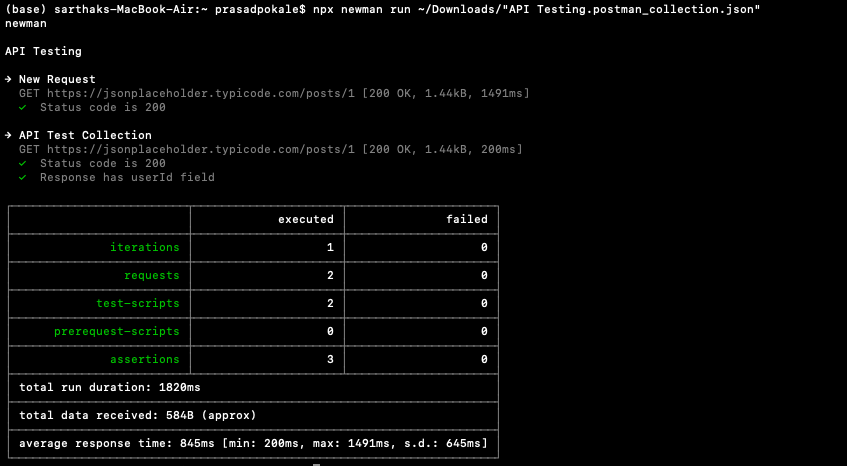 (base) sarthaks-MacBook-Air:~ prasadpokale$ npx newman run ~/Downloads/"API Testing.postman_collection.json"
newman
API Testing
→ New Request
GET https://jsonplaceholder.typicode.com/posts/1 [200 OK, 1.44kB, 1491ms]
✓ Status code is 200
→ API Test Collection
GET https://jsonplaceholder.typicode.com/posts/1 [200 OK, 1.44kB, 200ms]
✓ Status code is 200
✓ Response has userId field
executed failed
iterations 1 0
requests 2 0
test-scripts 2 0
prerequest-scripts 0 0
assertions 3 0
total run duration: 1820ms
total data received: 584B (approx)
average response time: 845ms [min: 200ms, max: 1491ms, s.d.: 645ms]